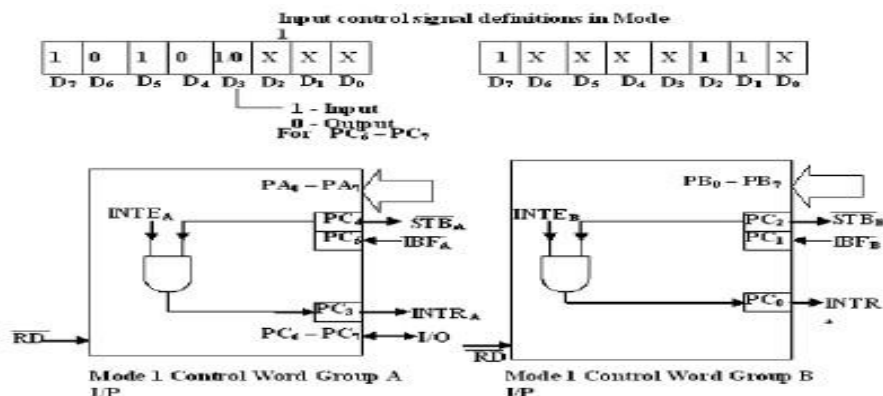 Input control signal definitions in Mode
1
1 0 1 0 1/0 X X X
D7 D6 D5 D4 D3 D2 D1 D0
1 - Input
0 - Output
For PC6 – PC7
1 X X X X 1 1 X
D7 D6 D5 D4 D3 D2 D1 D0
PA0 – PA7
INTEA
PC4 STBA
PC5 IBFA
PC3 INTRA
RD
PC6 – PC7 I/O
Mode 1 Control Word Group A
I/P
PB0 – PB7
INTEB
PC2 STBB
PC1 IBFB
PC0 INTR
RD
Mode 1 Control Word Group B
I/P